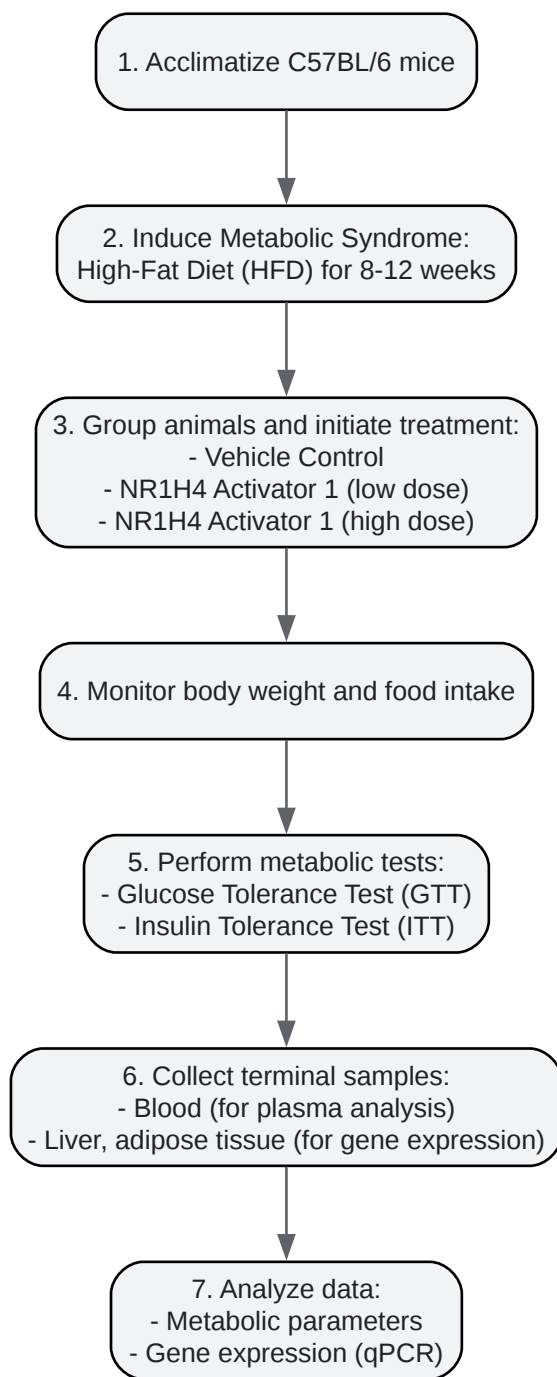 1. Acclimatize C57BL/6 mice
2. Induce Metabolic Syndrome:
High-Fat Diet (HFD) for 8-12 weeks
3. Group animals and initiate treatment:
- Vehicle Control
- NR1H4 Activator 1 (low dose)
- NR1H4 Activator 1 (high dose)
4. Monitor body weight and food intake
5. Perform metabolic tests:
- Glucose Tolerance Test (GTT)
- Insulin Tolerance Test (ITT)
6. Collect terminal samples:
- Blood (for plasma analysis)
- Liver, adipose tissue (for gene expression)
7. Analyze data:
- Metabolic parameters
- Gene expression (qPCR)